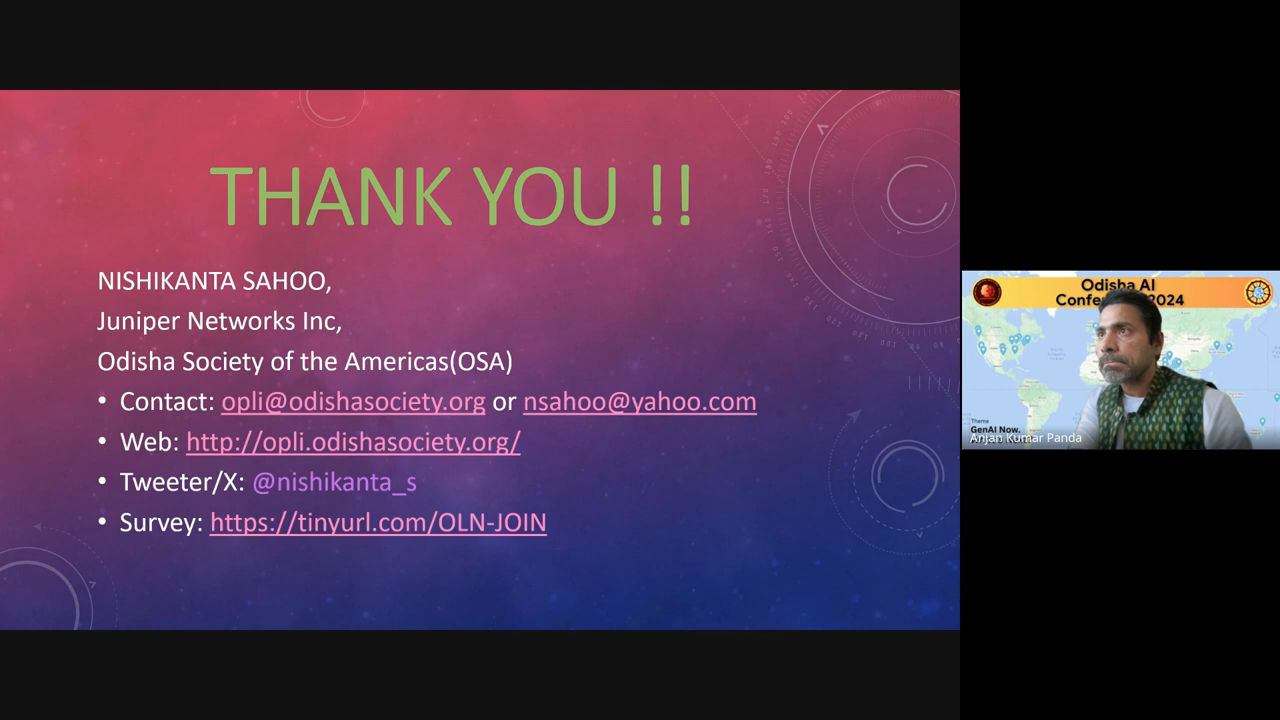 THANK YOU !!
NISHIKANTA SAHOO,
Juniper Networks Inc,
Odisha Society of the Americas(OSA)
• Contact: opli@odishasociety.org or nsahoo@yahoo.com
• Web: http://opli.odishasociety.org/
• Tweeter/X: @nishikanta_s
• Survey: https://tinyurl.com/OLN-JOIN
Odisha AI
2024
Theme
GenAI Now.
Anjan Kumar Panda